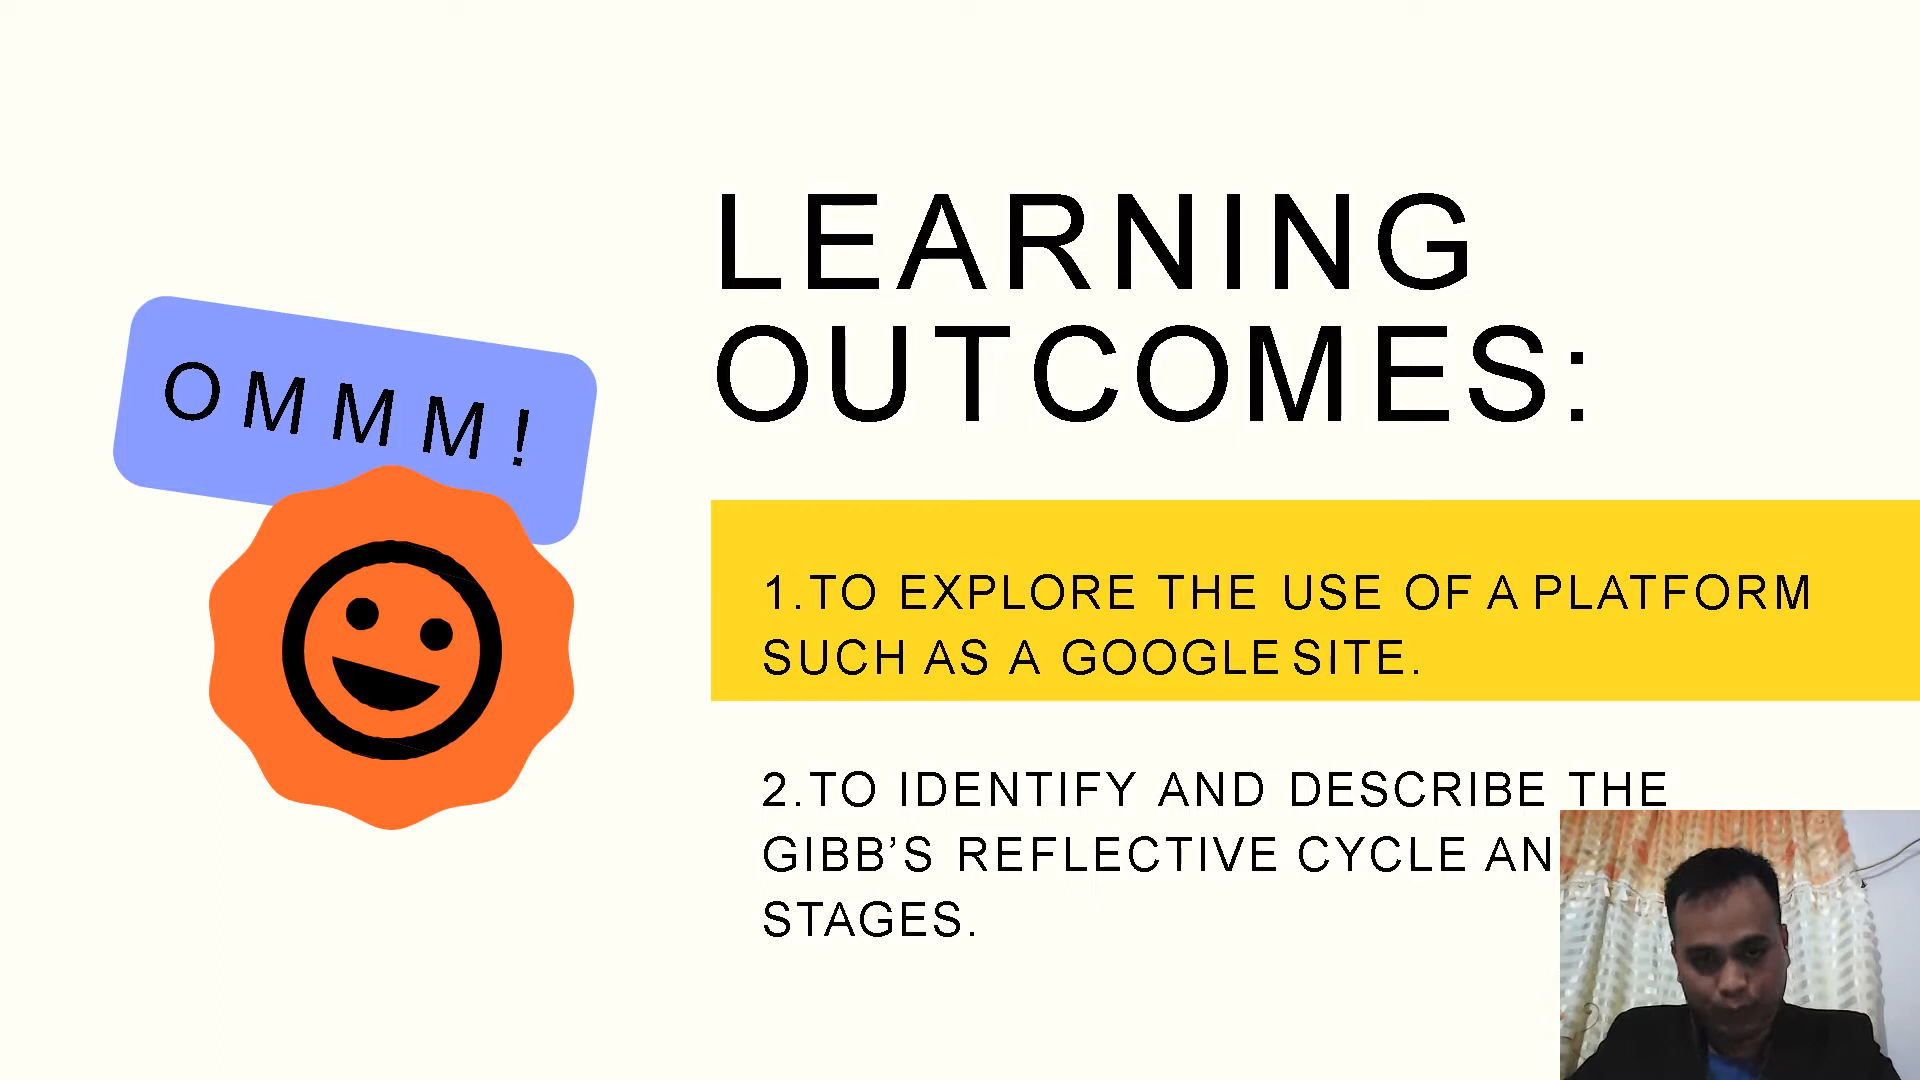 OMMM!
LEARNING
OUTCOMES:
1.TO EXPLORE THE USE OF A PLATFORM
SUCH AS A GOOGLE SITE.
2.TO IDENTIFY AND DESCRIBE THE
GIBB’S REFLECTIVE CYCLE AN
STAGES.